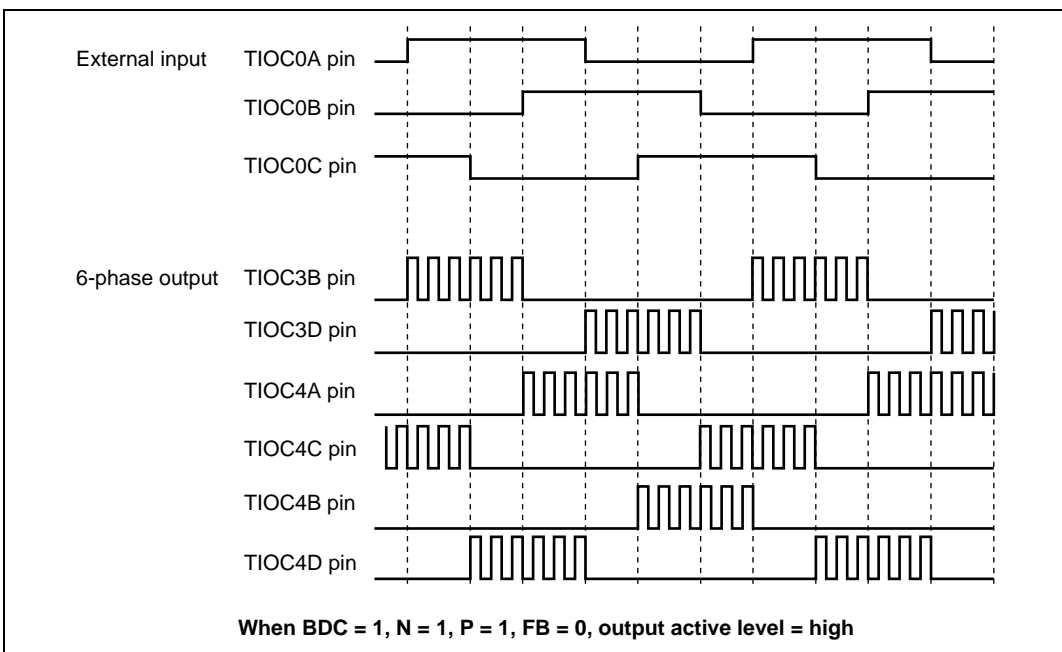 External input TIOC0A pin
TIOC0B pin
TIOC0C pin
6-phase output TIOC3B pin
TIOC3D pin
TIOC4A pin
TIOC4C pin
TIOC4B pin
TIOC4D pin
When BDC = 1, N = 1, P = 1, FB = 0, output active level = high